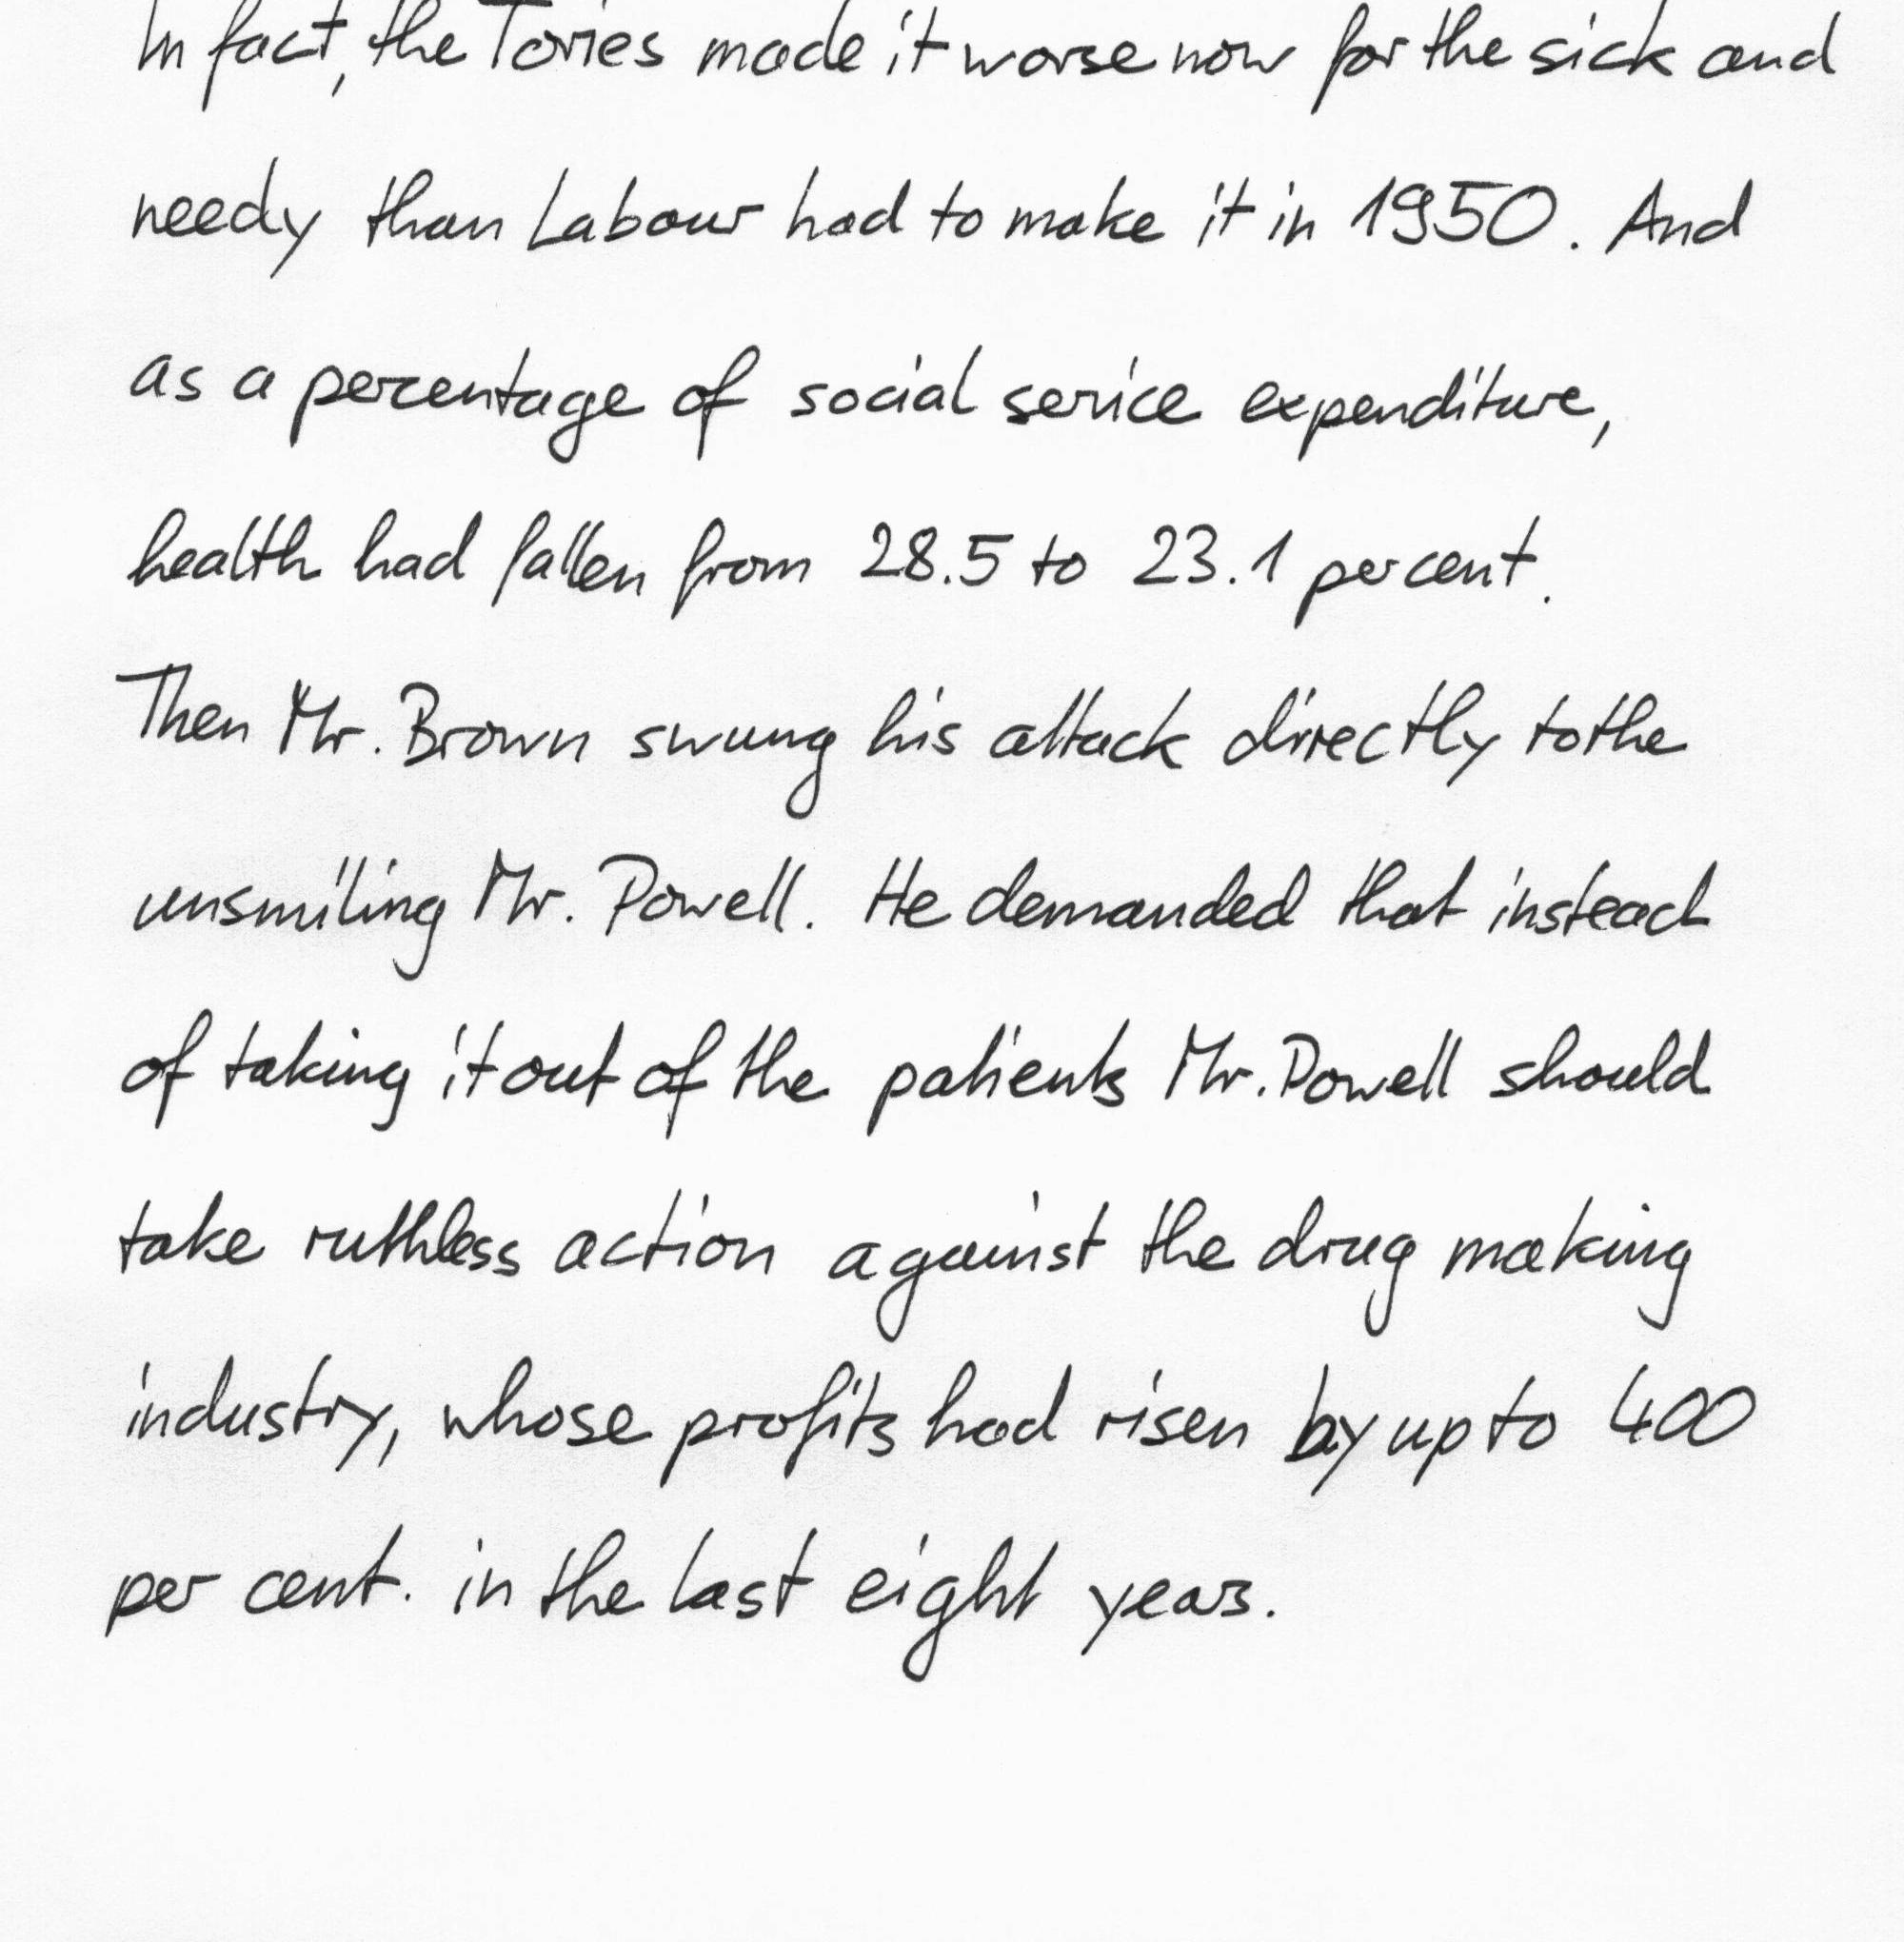 In fact, the Tories made it worse now for the sick and
needy than Labour had to make it in 1950. And
as a percentage of social serice expenditure,
health had fallen from 28.5 to 23.1 percent.
Then Mr. Brown swung his attack directly to the
unsmiling Mr. Powell. He demanded that instead
of taking it out of the patients Mr. Powell should
take ruthless action against the drug making
industry, whose profits had risen by up to 400
per cent. in the last eight years.